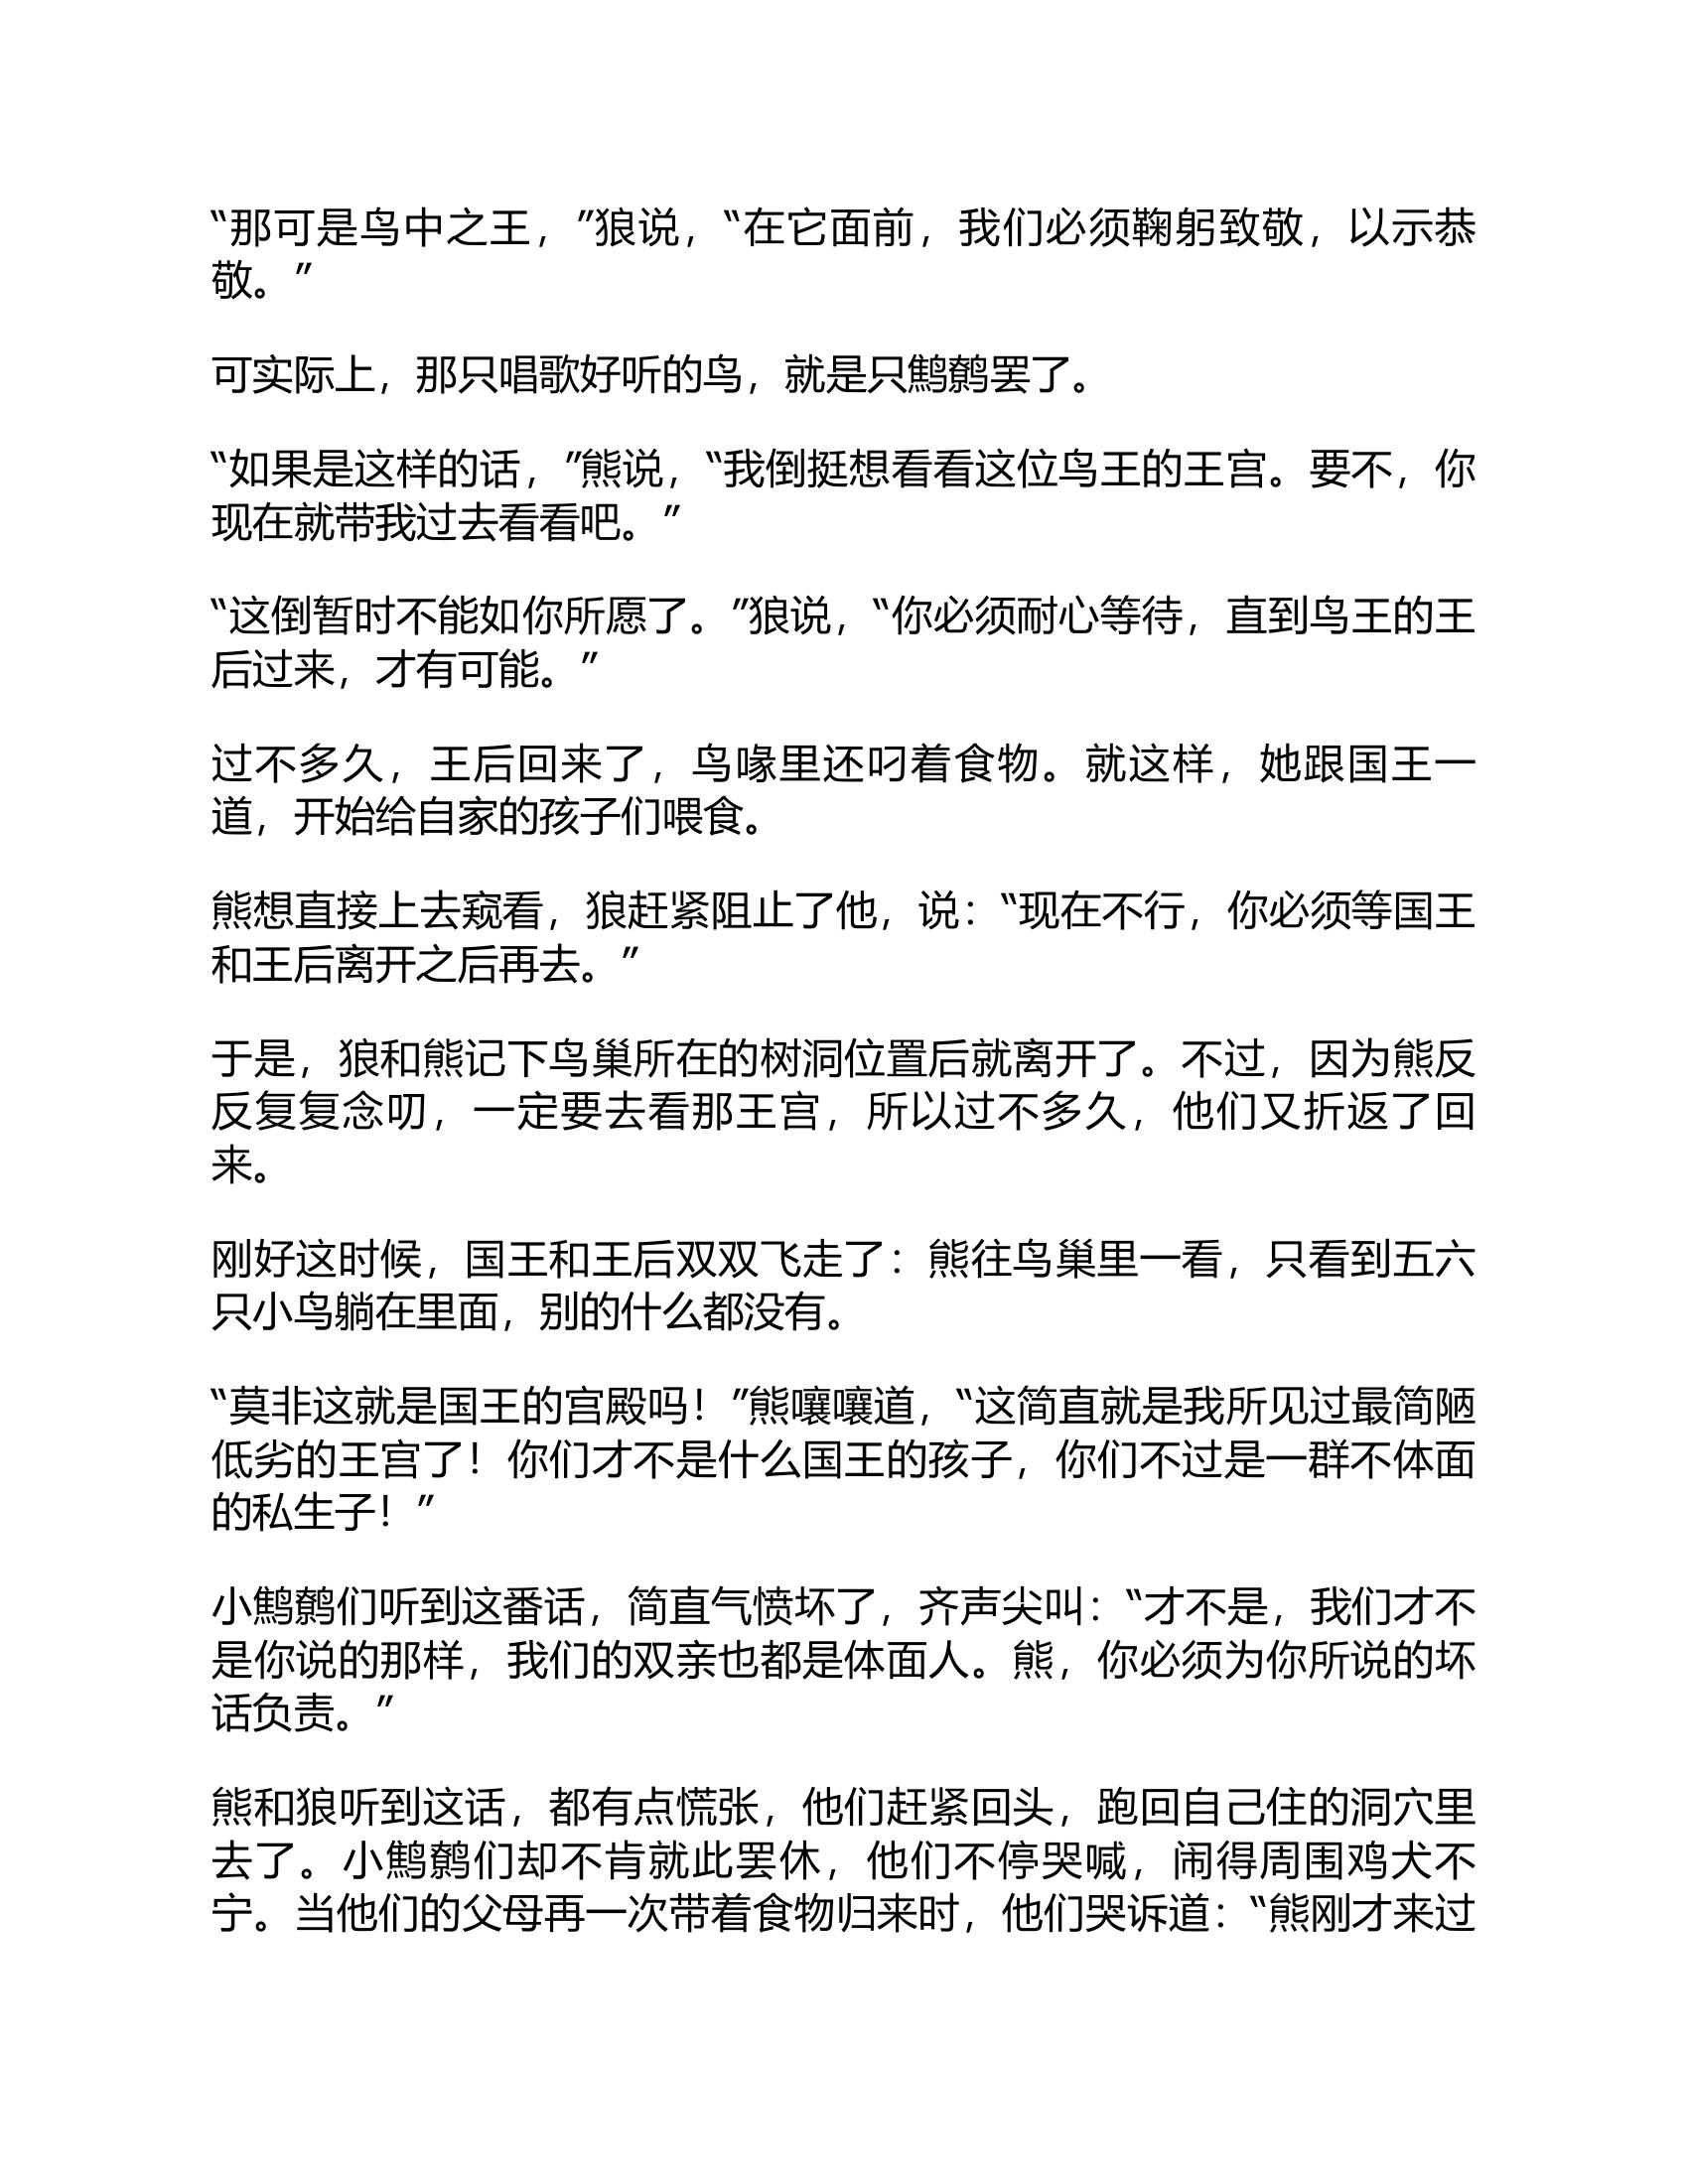 “那可是鸟中之王，”狼说，“在它面前，我们必须鞠躬致敬，以示恭
敬。”
可实际上，那只唱歌好听的鸟，就是只鹪鹩罢了。
“如果是这样的话，”熊说，“我倒挺想看看这位鸟王的王宫。要不，你
现在就带我过去看看吧。”
“这倒暂时不能如你所愿了。”狼说，“你必须耐心等待，直到鸟王的王
后过来，才有可能。”
过不多久，王后回来了，鸟喙里还叼着食物。就这样，她跟国王一
道，开始给自家的孩子们喂食。
熊想直接上去窥看，狼赶紧阻止了他，说：“现在不行，你必须等国王
和王后离开之后再去。”
于是，狼和熊记下鸟巢所在的树洞位置后就离开了。不过，因为熊反
反复复念叨，一定要去看那王宫，所以过不多久，他们又折返了回
来。
刚好这时候，国王和王后双双飞走了：熊往鸟巢里一看，只看到五六
只小鸟躺在里面，别的什么都没有。
“莫非这就是国王的宫殿吗！”熊嚷嚷道，“这简直就是我所见过最简陋
低劣的王宫了！你们才不是什么国王的孩子，你们不过是一群不体面
的私生子！”
小鹪鹩们听到这番话，简直气愤坏了，齐声尖叫：“才不是，我们才不
是你说的那样，我们的双亲也都是体面人。熊，你必须为你所说的坏
话负责。”
熊和狼听到这话，都有点慌张，他们赶紧回头，跑回自己住的洞穴里
去了。小鹪鹩们却不肯就此罢休，他们不停哭喊，闹得周围鸡犬不
宁。当他们的父母再一次带着食物归来时，他们哭诉道：“熊刚才来过